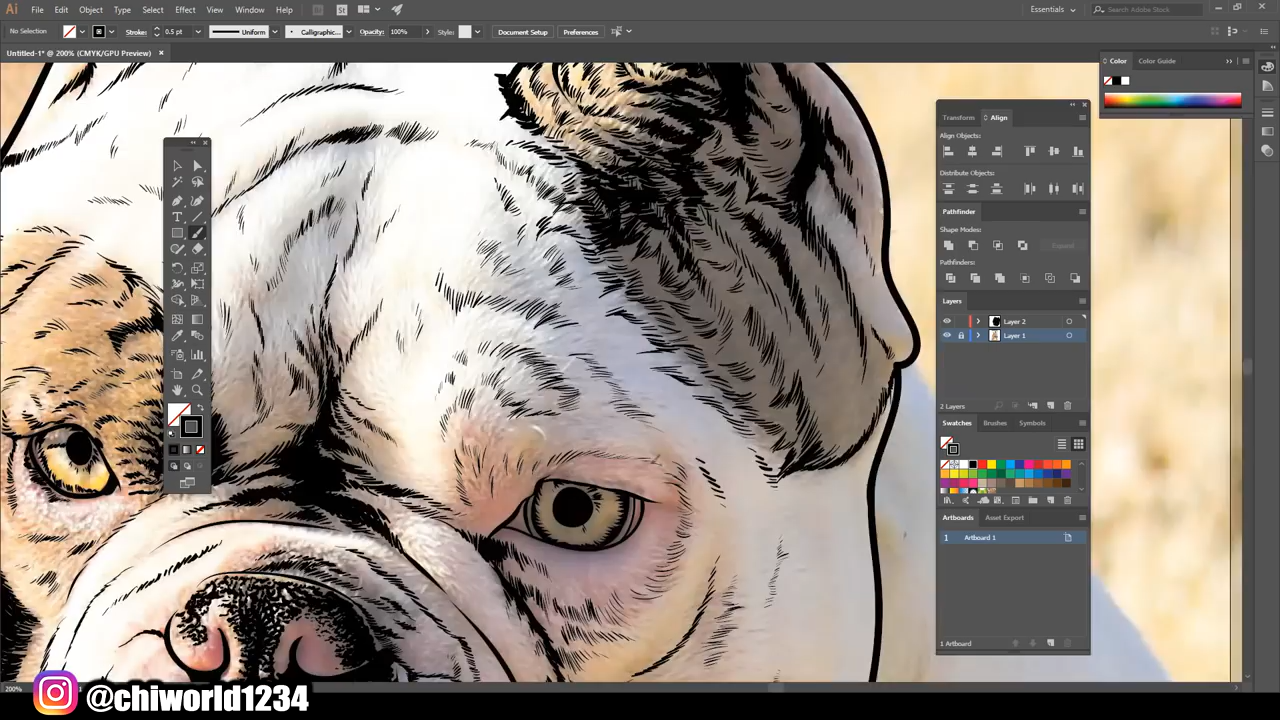 Ai File Edit Object Type Select Effect View Window Help Br St Essentials Search Adobe Stock
No Selection Stroke: 0.5 pt Uniform Calligraphic... Opacity: 100% Style: Document Setup Preferences
Untitled-1* @ 200% (CMYK/GPU Preview)
Color Color Guide
Transform Align
Align Objects:
Distribute Objects:
Pathfinder
Shape Modes:
Expand
Pathfinders:
Layers
Layer 2
Layer 1
2 Layers
Swatches Brushes Symbols
Artboards Asset Export
1 Artboard 1
1 Artboard
200%
@chiworld1234